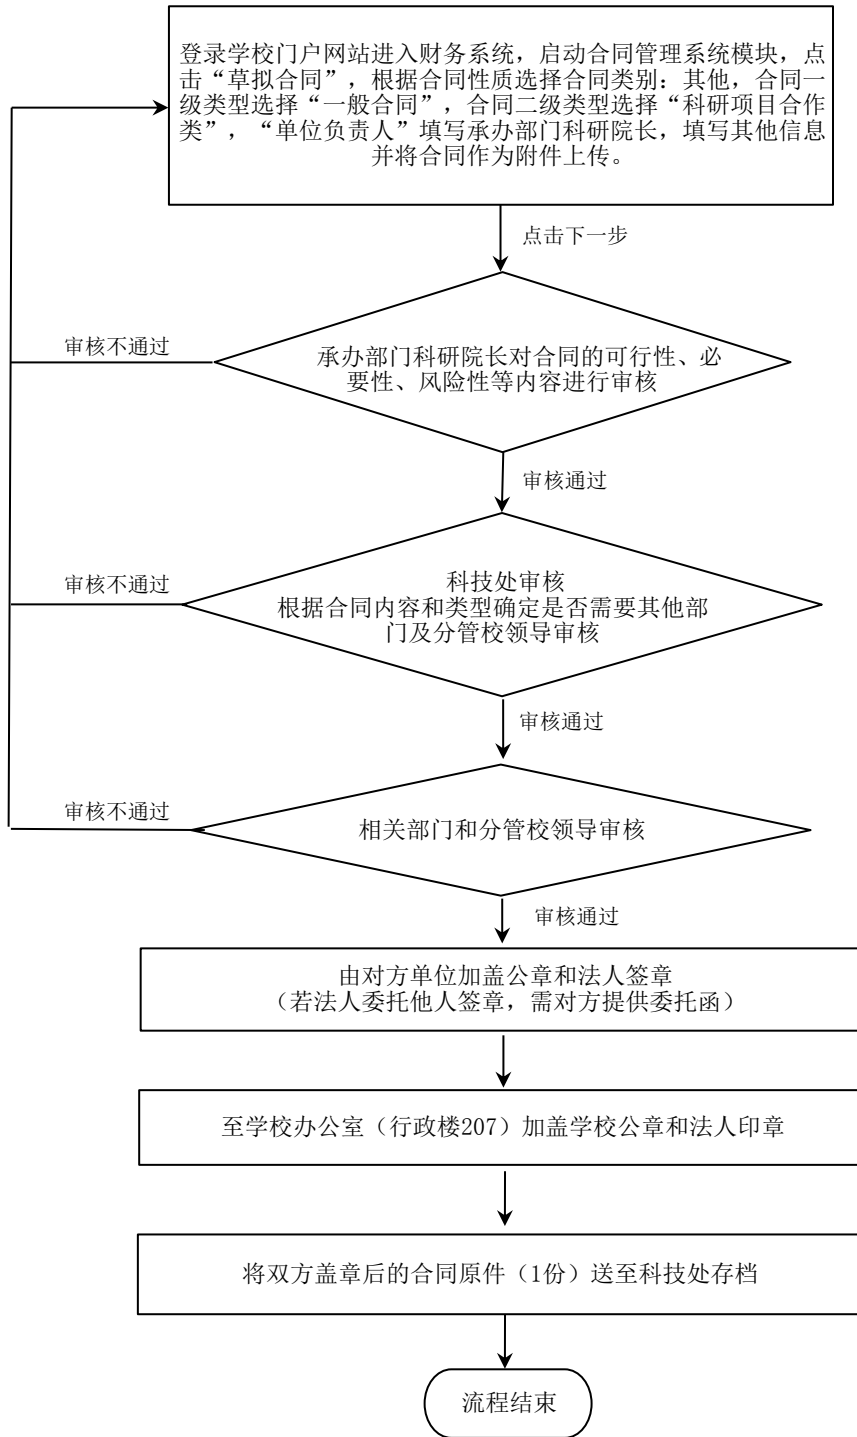 登录学校门户网站进入财务系统，启动合同管理系统模块，点
击“草拟合同”，根据合同性质选择合同类别：其他，合同一
级类型选择“一般合同”，合同二级类型选择“科研项目合作
类”，“单位负责人”填写承办部门科研院长，填写其他信息
并将合同作为附件上传。
点击下一步
审核不通过
承办部门科研院长对合同的可行性、必
要性、风险性等内容进行审核
审核通过
审核不通过
科技处审核
根据合同内容和类型确定是否需要其他部
门及分管校领导审核
审核通过
审核不通过
相关部门和分管校领导审核
审核通过
由对方单位加盖公章和法人签章
（若法人委托他人签章，需对方提供委托函）
至学校办公室（行政楼207）加盖学校公章和法人印章
将双方盖章后的合同原件（1份）送至科技处存档
流程结束